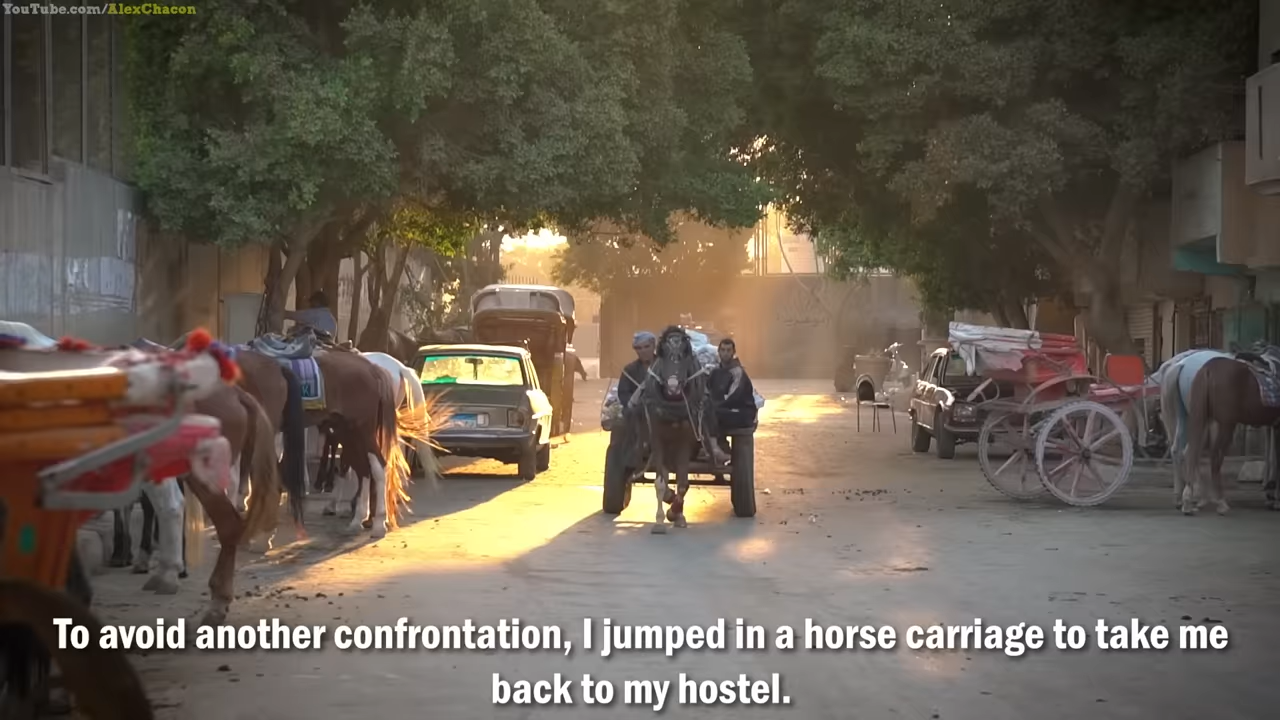 YouTube.com/AlexChacon
To avoid another confrontation, I jumped in a horse carriage to take me
back to my hostel.